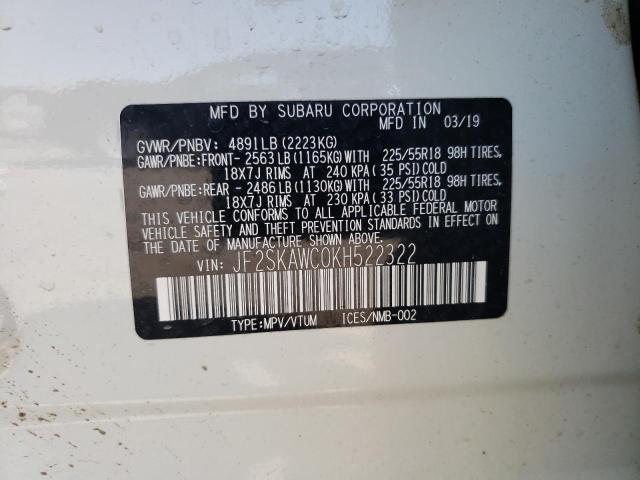 MFD BY SUBARU CORPORATION
MFD IN 03/19
GVWR/PNBV: 4891LB(2223KG)
GAWR/PNBE:FRONT- 2563LB(1165KG)WITH 225/55R18 98H TIRES,
18X7J RIMS AT 240 KPA(35 PSI)COLD
GAWR/PNBE:REAR - 2486LB(1130KG)WITH 225/55R18 98H TIRES,
18X7J RIMS AT 230 KPA(33 PSI)COLD
THIS VEHICLE CONFORMS TO ALL APPLICABLE FEDERAL MOTOR
VEHICLE SAFETY AND THEFT PREVENTION STANDARDS IN EFFECT ON
THE DATE OF MANUFACTURE SHOWN ABOVE.
VIN: JF2SKAWC0KH522322
TYPE:MPV/VTUM ICES/NMB-002